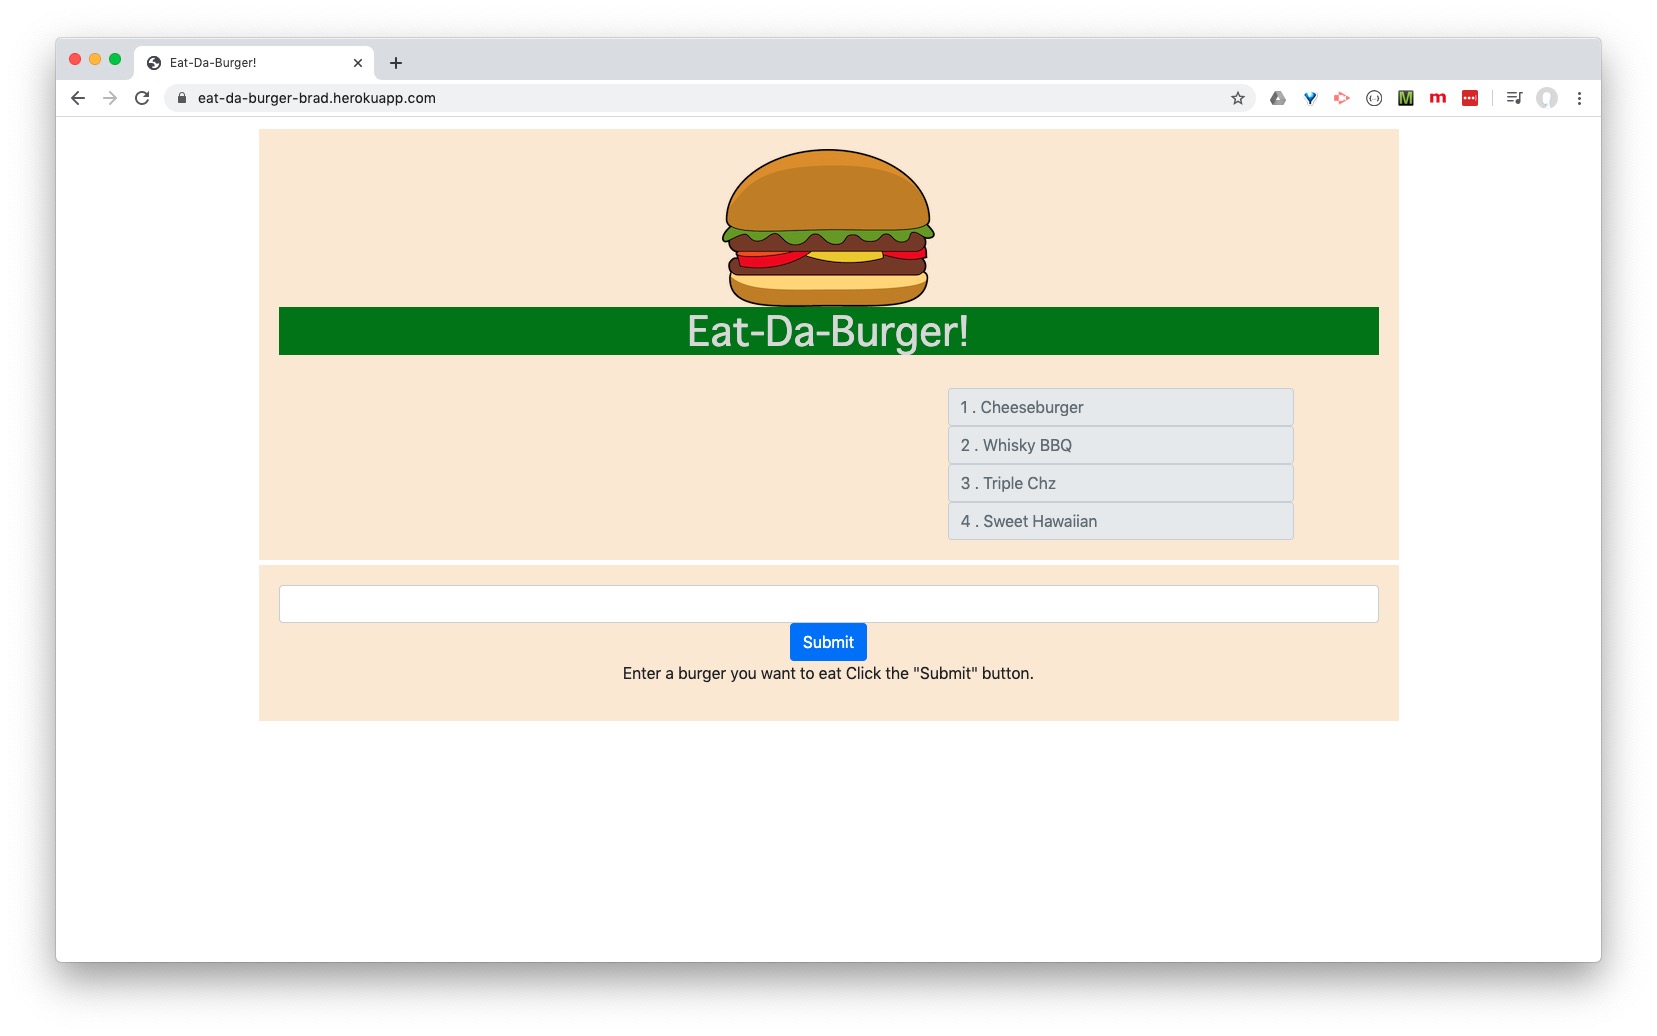 Eat-Da-Burger!
eat-da-burger-brad.herokuapp.com
M
m
Eat-Da-Burger!
1 . Cheeseburger
2 . Whisky BBQ
3 . Triple Chz
4 . Sweet Hawaiian
Submit
Enter a burger you want to eat Click the "Submit" button.